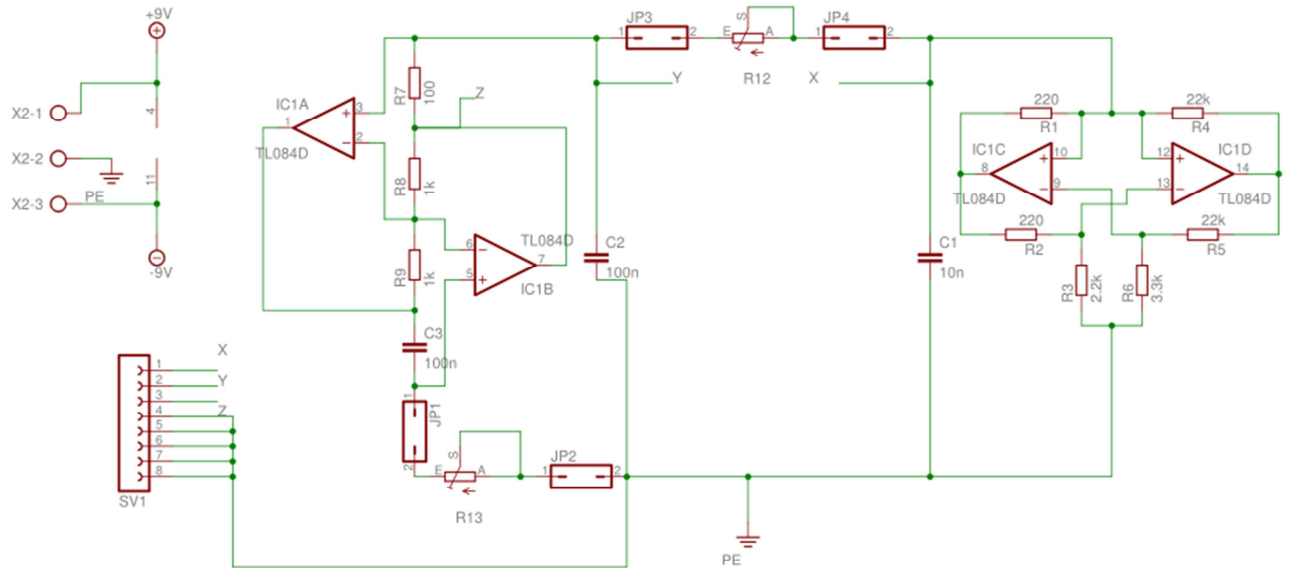 +9V
X2-1
4
X2-2
X2-3
PE
11
-9V
IC1A
1
3
2
TL084D
R7
100
Z
R8
1k
R9
1k
6
5
7
TL084D
IC1B
C3
100n
JP1
1
2
E
S
A
R13
JP2
1
2
C2
100n
JP3
1
2
E
S
A
R12
JP4
1
2
Y
X
C1
10n
PE
220
R1
22k
R4
IC1C
8
10
9
TL084D
IC1D
12
13
14
TL084D
220
R2
22k
R5
R3
2.2k
R6
3.3k
X
1
Y
2
3
Z
4
5
6
7
8
SV1